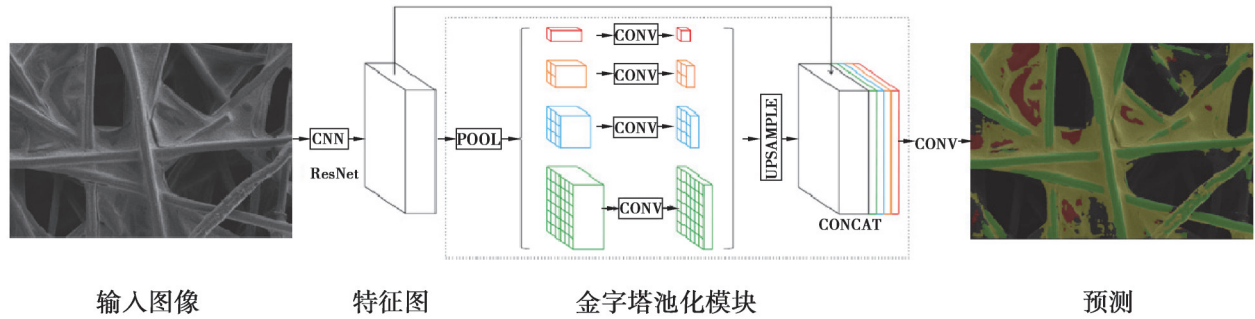 CNN
ResNet
POOL
CONV
CONV
CONV
CONV
UPSAMPLE
CONCAT
CONV
输入图像
特征图
金字塔池化模块
预测